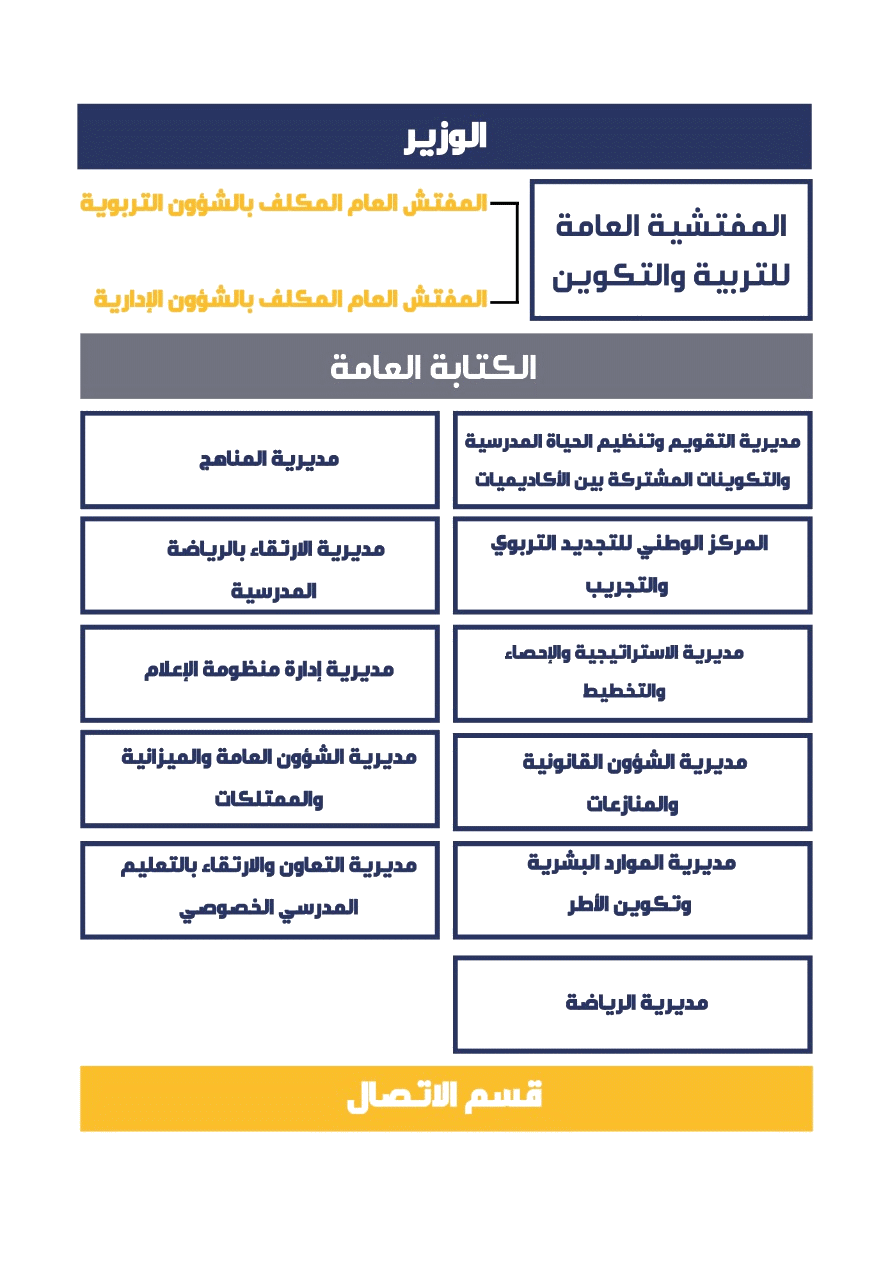 الوزير
المفتشية العامة
للتربية والتكوين
المفتش العام المكلف بالشؤون التربوية
المفتش العام المكلف بالشؤون الإدارية
الكتابة العامة
مديرية التقويم وتنظيم الحياة المدرسية
والتكوينات المشتركة بين الأكاديميات
مديرية المناهج
المركز الوطني للتجديد التربوي
والتجريب
مديرية الارتقاء بالرياضة
المدرسية
مديرية الاستراتيجية والإحصاء
والتخطيط
مديرية إدارة منظومة الإعلام
مديرية الشؤون القانونية
والمنازعات
مديرية الشؤون العامة والميزانية
والممتلكات
مديرية الموارد البشرية
وتكوين الأطر
مديرية التعاون والارتقاء بالتعليم
المدرسي الخصوصي
مديرية الرياضة
قسم الاتصال